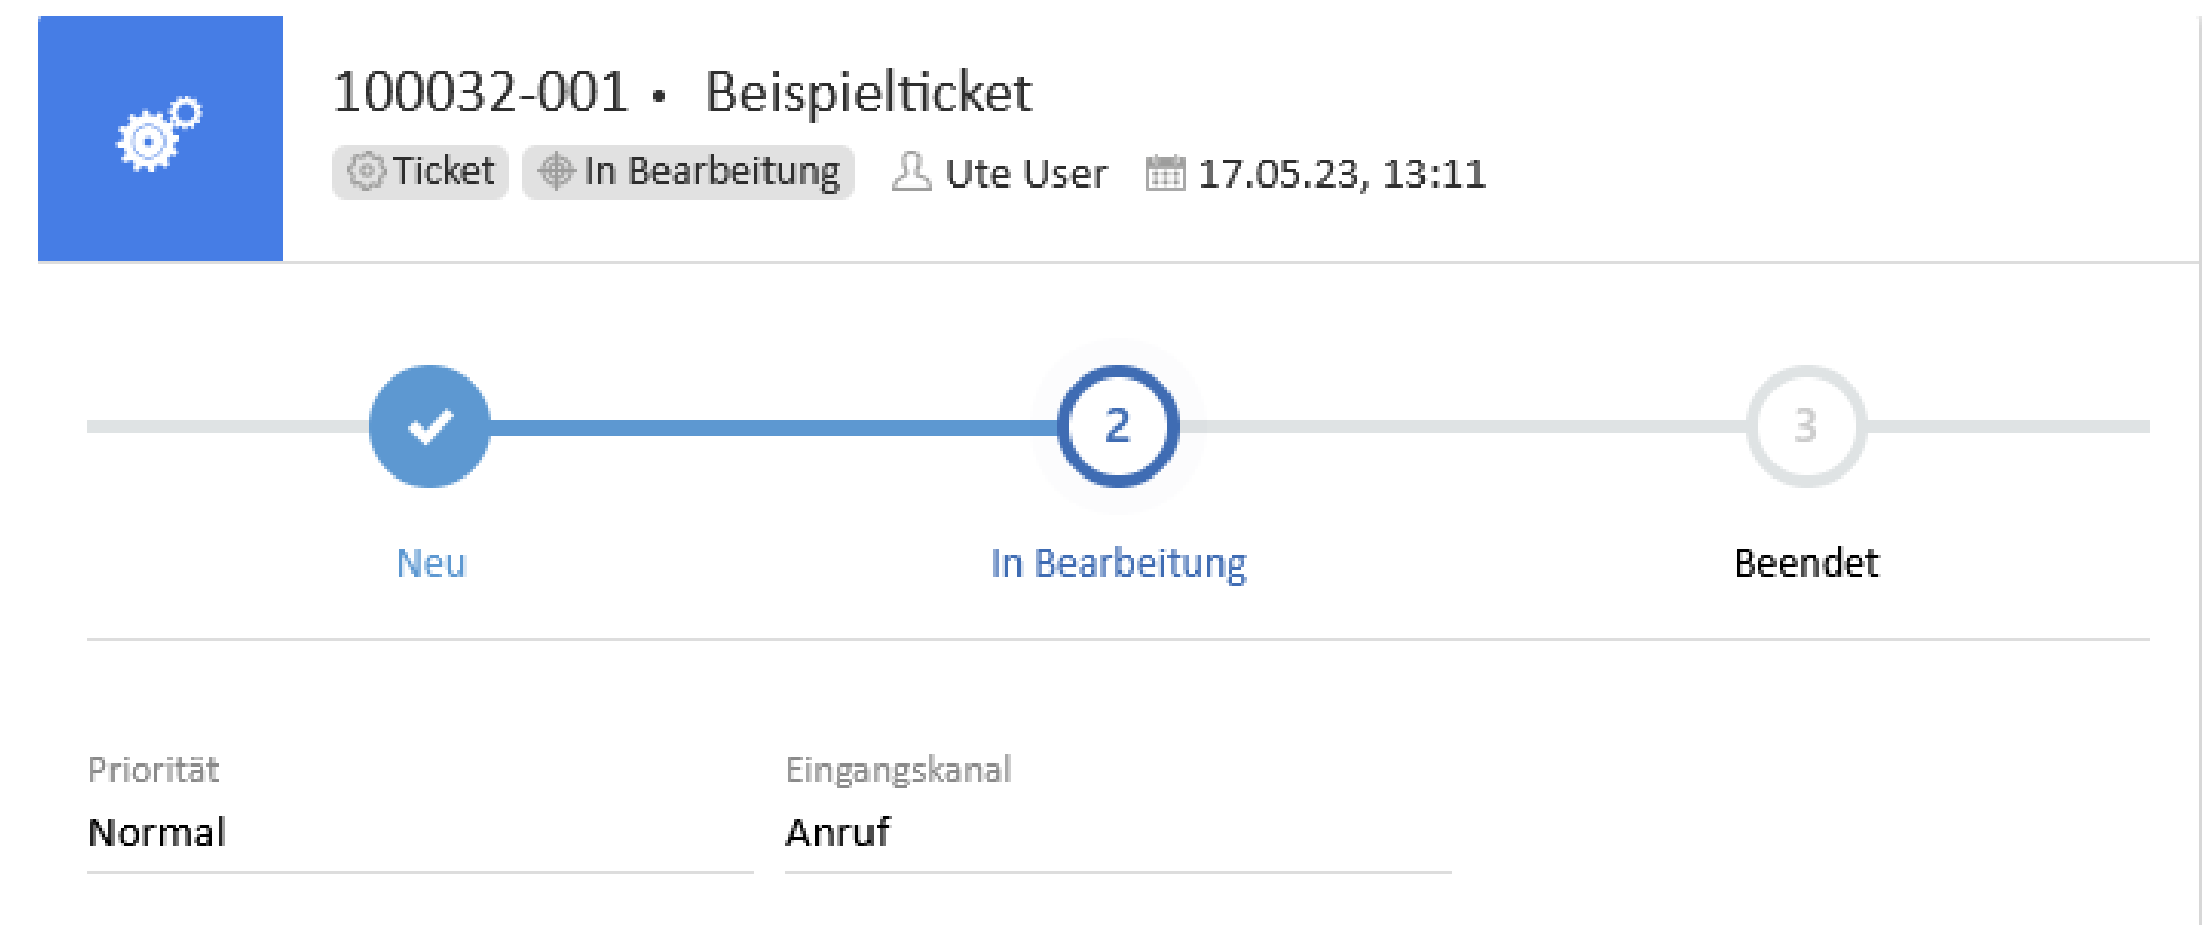 100032-001 • Beispielticket
Ticket In Bearbeitung Ute User 17.05.23, 13:11
2 3
Neu In Bearbeitung Beendet
Priorität Eingangskanal
Normal Anruf